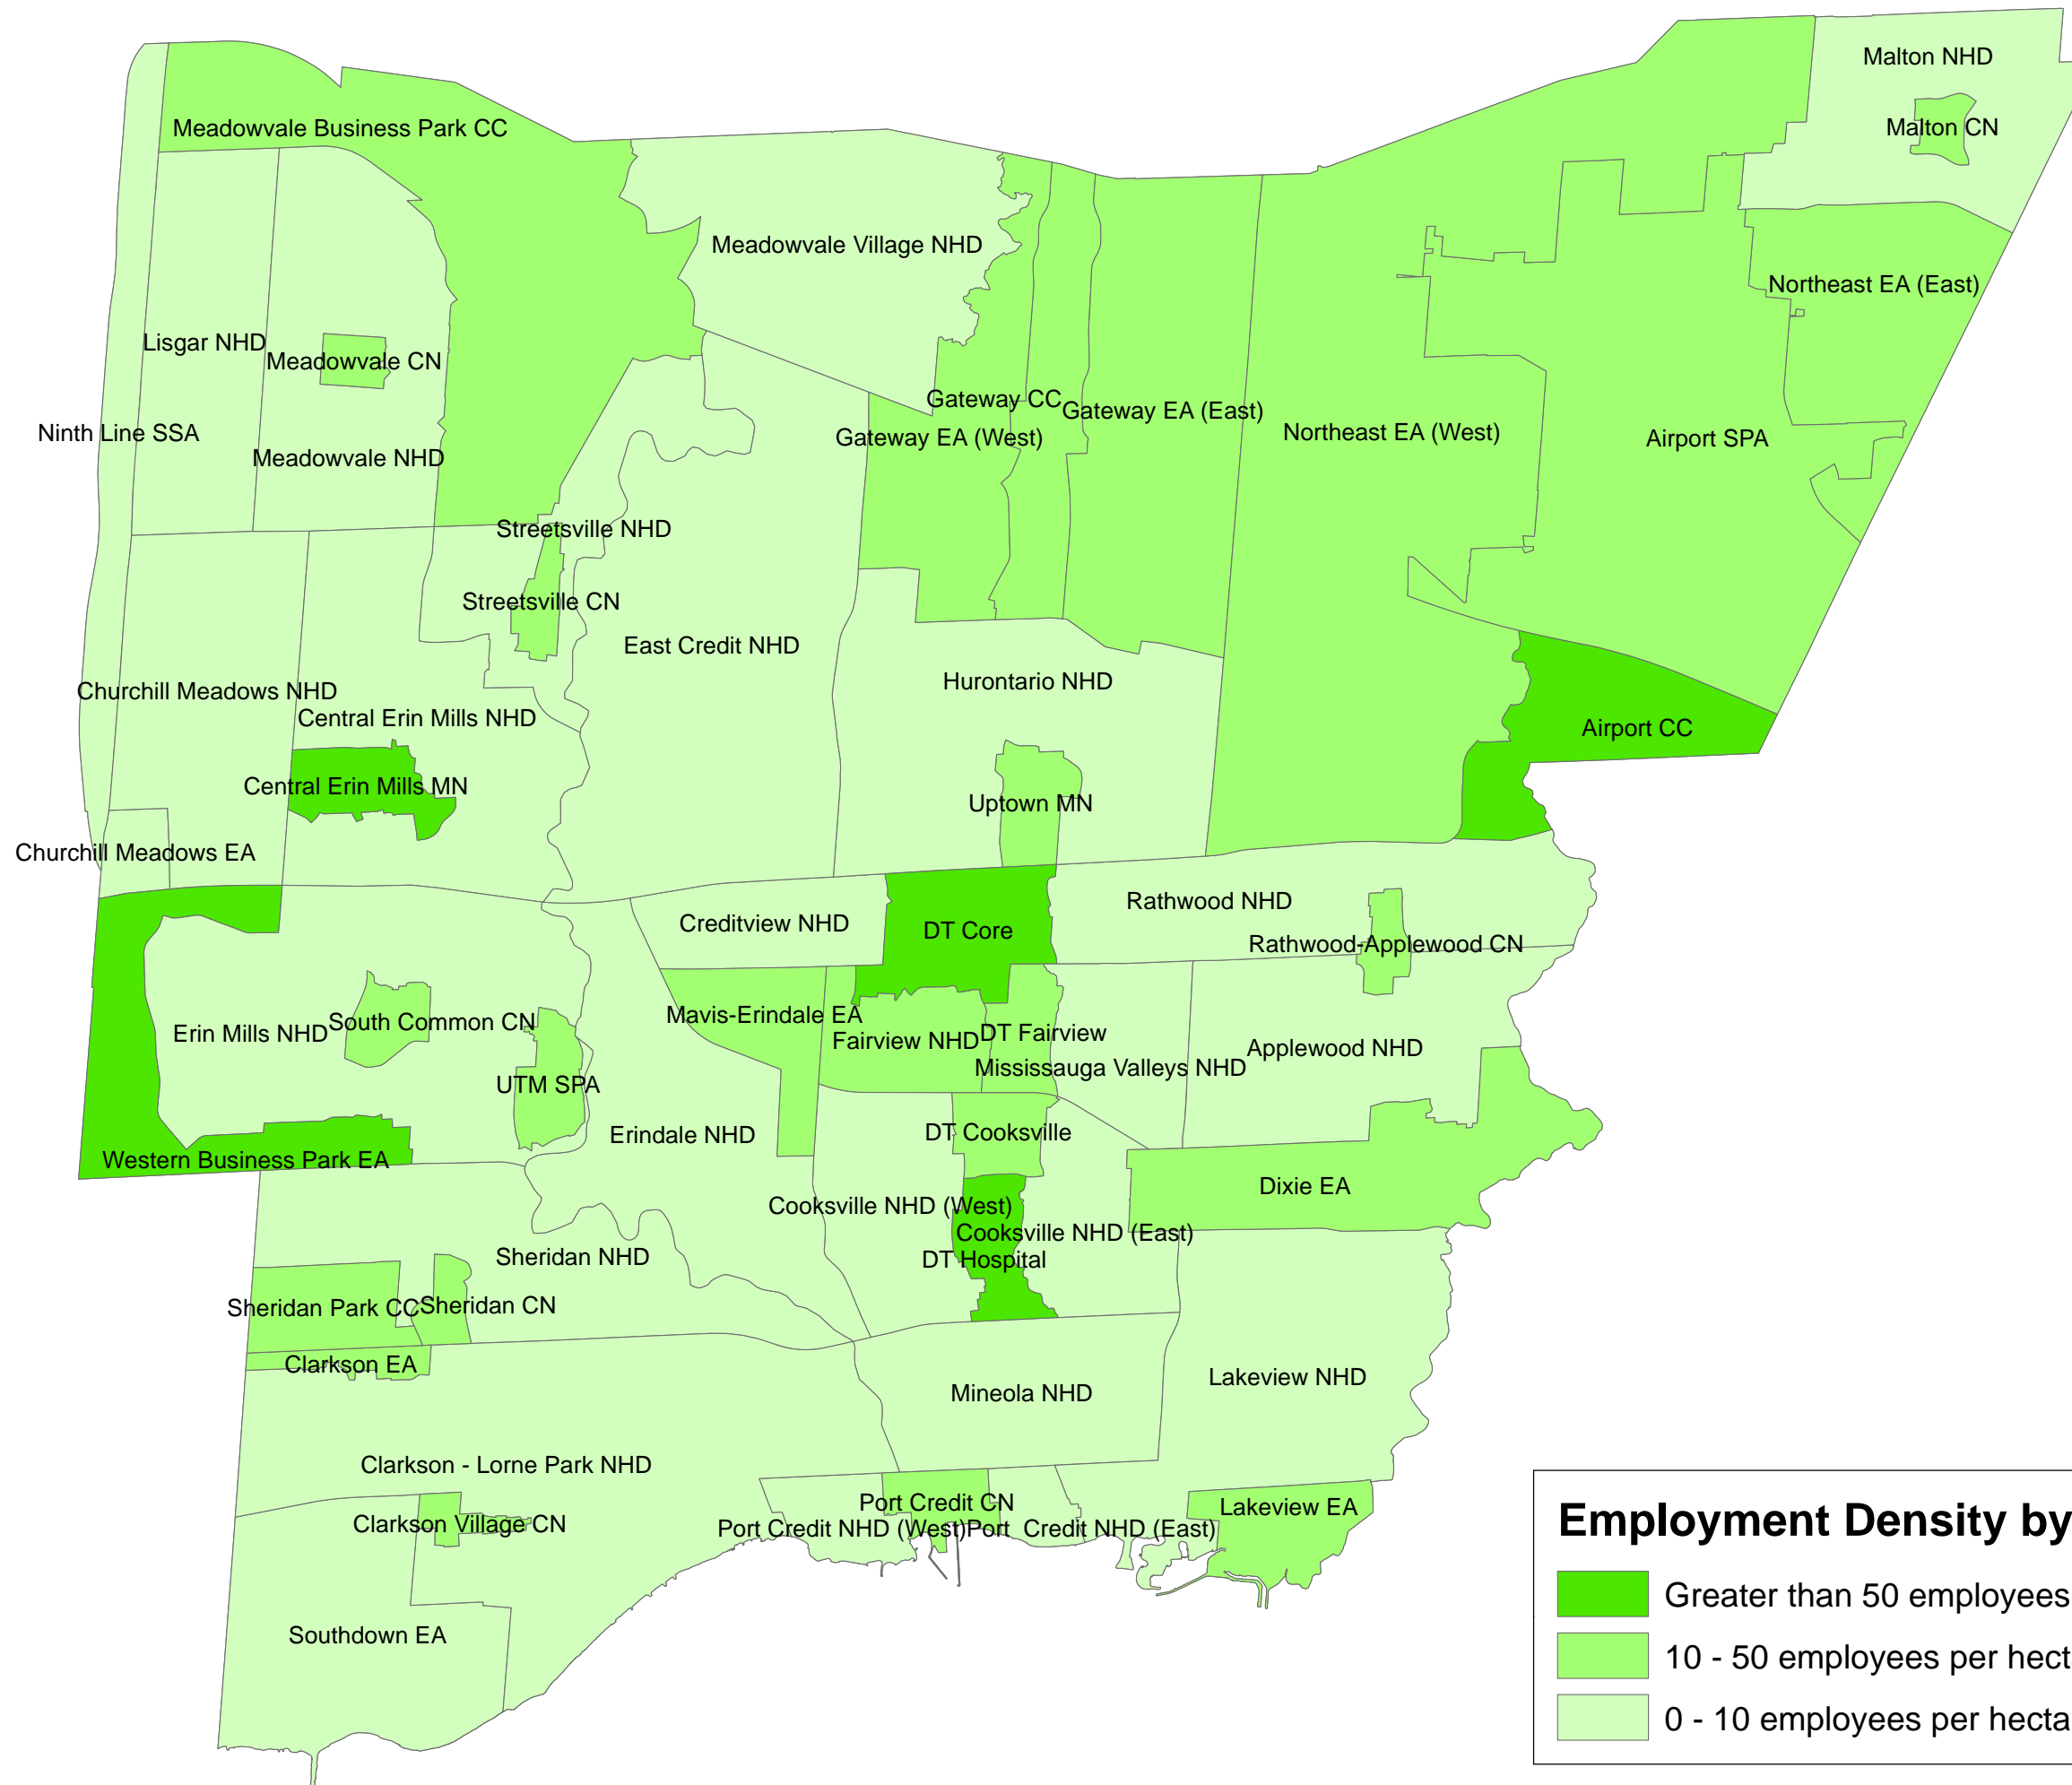 Malton NHD
Malton CN
Meadowvale Business Park CC
Meadowvale Village NHD
Northeast EA (East)
Lisgar NHD
Meadowvale CN
Gateway CC
Gateway EA (East)
Ninth Line SSA
Gateway EA (West)
Northeast EA (West)
Airport SPA
Meadowvale NHD
Streetsville NHD
Streetsville CN
East Credit NHD
Hurontario NHD
Churchill Meadows NHD
Central Erin Mills NHD
Airport CC
Central Erin Mills MN
Uptown MN
Churchill Meadows EA
Rathwood NHD
Creditview NHD
DT Core
Rathwood-Applewood CN
Mavis-Erindale EA
South Common CN
Erin Mills NHD
Fairview NHD
DT Fairview
Applewood NHD
Mississauga Valleys NHD
UTM SPA
Erindale NHD
DT Cooksville
Western Business Park EA
Dixie EA
Cooksville NHD (West)
Cooksville NHD (East)
Sheridan NHD
DT Hospital
Sheridan Park CC
Sheridan CN
Clarkson EA
Lakeview NHD
Mineola NHD
Clarkson - Lorne Park NHD
Port Credit CN
Lakeview EA
Clarkson Village CN
Port Credit NHD (West)
Port Credit NHD (East)
Southdown EA
Employment Density by
Greater than 50 employees
10 - 50 employees per hect
0 - 10 employees per hecta